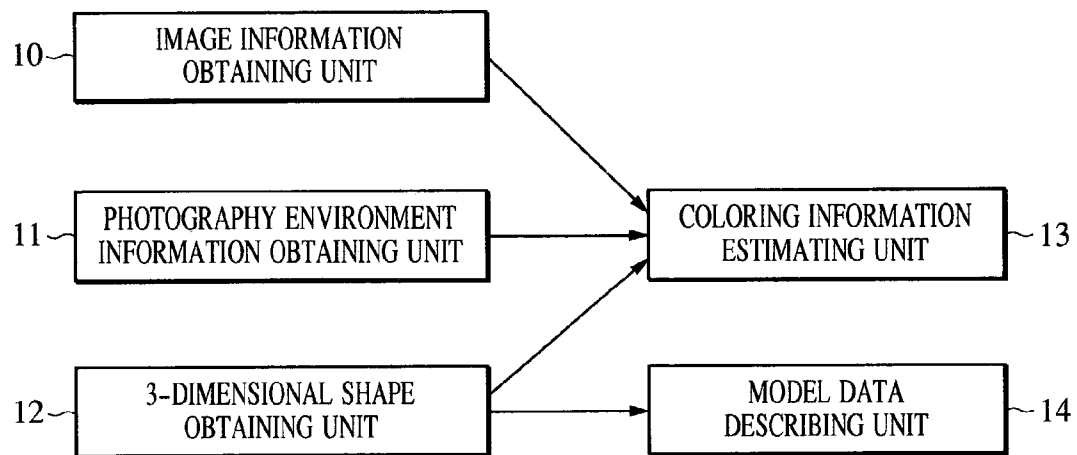 10
IMAGE INFORMATION
OBTAINING UNIT
11
PHOTOGRAPHY ENVIRONMENT
INFORMATION OBTAINING UNIT
COLORING INFORMATION
ESTIMATING UNIT
13
12
3-DIMENSIONAL SHAPE
OBTAINING UNIT
MODEL DATA
DESCRIBING UNIT
14